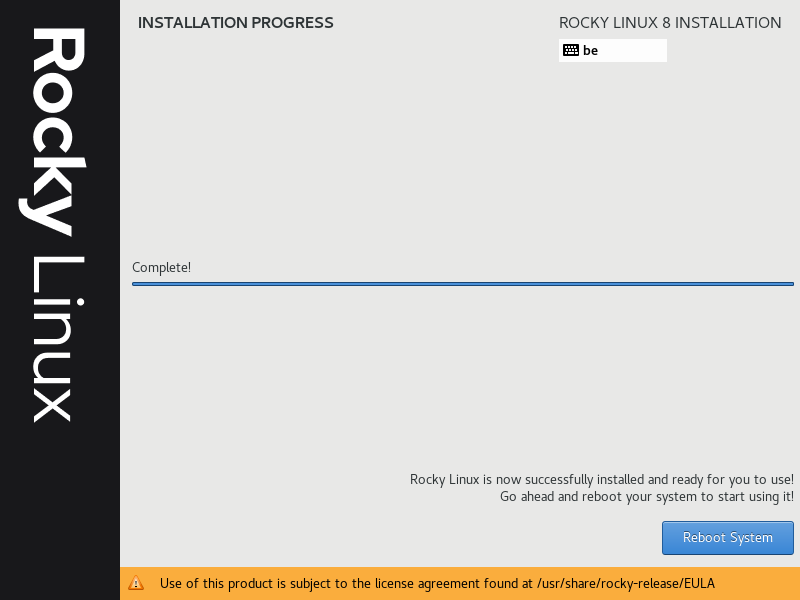 Rocky Linux
INSTALLATION PROGRESS
ROCKY LINUX 8 INSTALLATION
be
Complete!
Rocky Linux is now successfully installed and ready for you to use!
Go ahead and reboot your system to start using it!
Reboot System
Use of this product is subject to the license agreement found at /usr/share/rocky-release/EULA